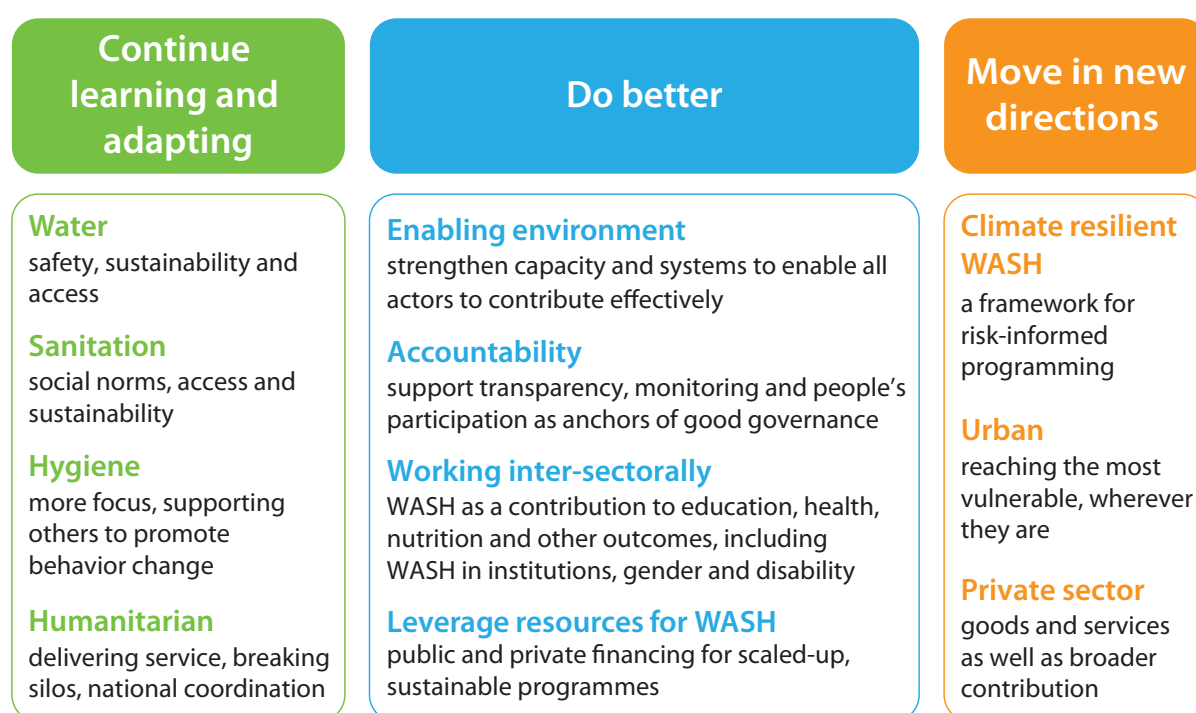 Continue
learning and
adapting
Water
safety, sustainability and
access
Sanitation
social norms, access and
sustainability
Hygiene
more focus, supporting
others to promote
behavior change
Humanitarian
delivering service, breaking
silos, national coordination
Do better
Enabling environment
strengthen capacity and systems to enable all
actors to contribute effectively
Accountability
support transparency, monitoring and people’s
participation as anchors of good governance
Working inter-sectorally
WASH as a contribution to education, health,
nutrition and other outcomes, including
WASH in institutions, gender and disability
Leverage resources for WASH
public and private financing for scaled-up,
sustainable programmes
Move in new
directions
Climate resilient
WASH
a framework for
risk-informed
programming
Urban
reaching the most
vulnerable, wherever
they are
Private sector
goods and services
as well as broader
contribution